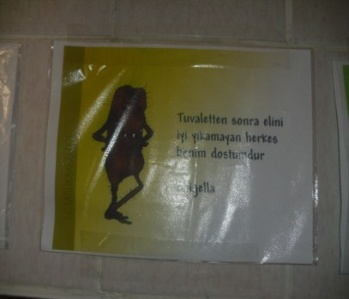 Tuvaletten sonra elini
iyi yıkamayan herkes
benim dostumdur